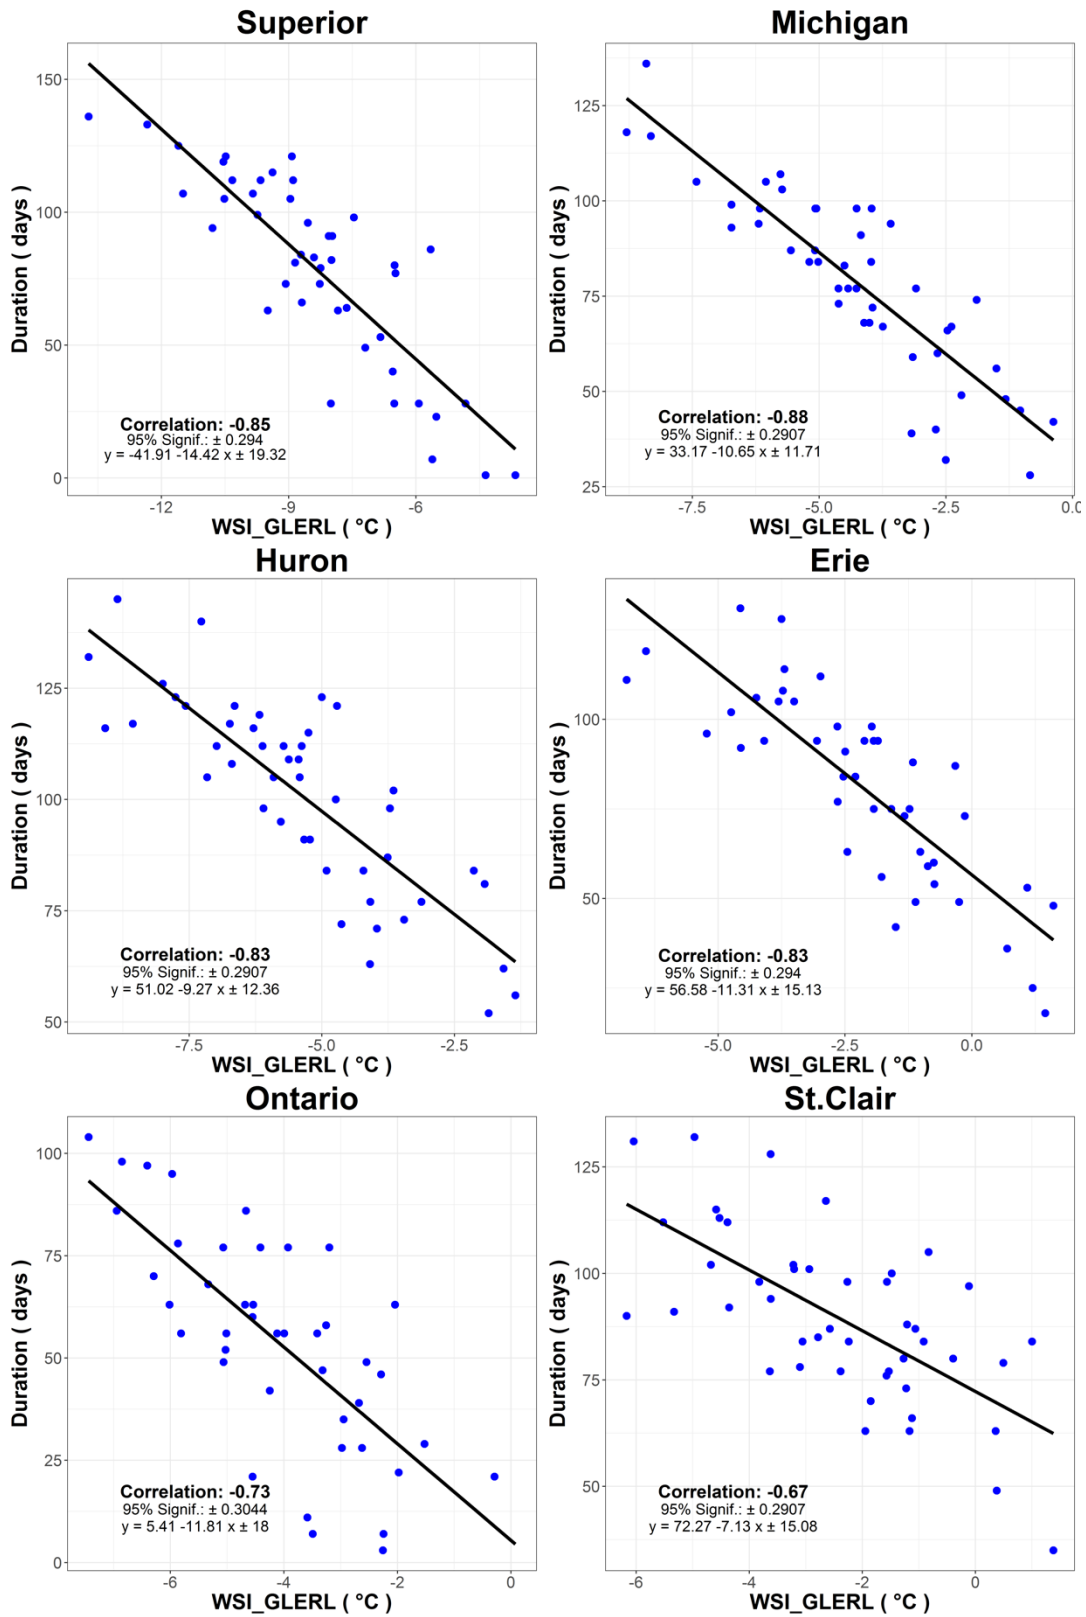 Superior
150
100
50
0
Duration ( days )
Correlation: -0.85
95% Signif.: ± 0.294
y = -41.91 -14.42 x ± 19.32
-12 -9 -6
WSI_GLERL ( °C )
Michigan
125
100
75
50
25
Duration ( days )
Correlation: -0.88
95% Signif.: ± 0.2907
y = 33.17 -10.65 x ± 11.71
-7.5 -5.0 -2.5 0.0
WSI_GLERL ( °C )
Huron
125
100
75
50
Duration ( days )
Correlation: -0.83
95% Signif.: ± 0.2907
y = 51.02 -9.27 x ± 12.36
-7.5 -5.0 -2.5
WSI_GLERL ( °C )
Erie
100
50
Duration ( days )
Correlation: -0.83
95% Signif.: ± 0.294
y = 56.58 -11.31 x ± 15.13
-5.0 -2.5 0.0
WSI_GLERL ( °C )
Ontario
100
75
50
25
0
Duration ( days )
Correlation: -0.73
95% Signif.: ± 0.3044
y = 5.41 -11.81 x ± 18
-6 -4 -2 0
WSI_GLERL ( °C )
St.Clair
125
100
75
50
Duration ( days )
Correlation: -0.67
95% Signif.: ± 0.2907
y = 72.27 -7.13 x ± 15.08
-6 -4 -2 0
WSI_GLERL ( °C )